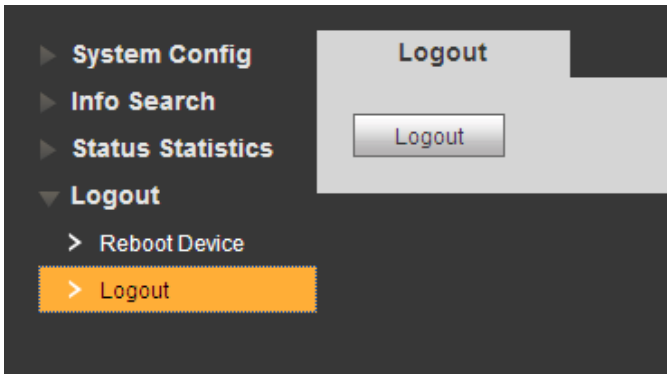 System Config
Info Search
Status Statistics
Logout
Reboot Device
Logout
Logout
Logout